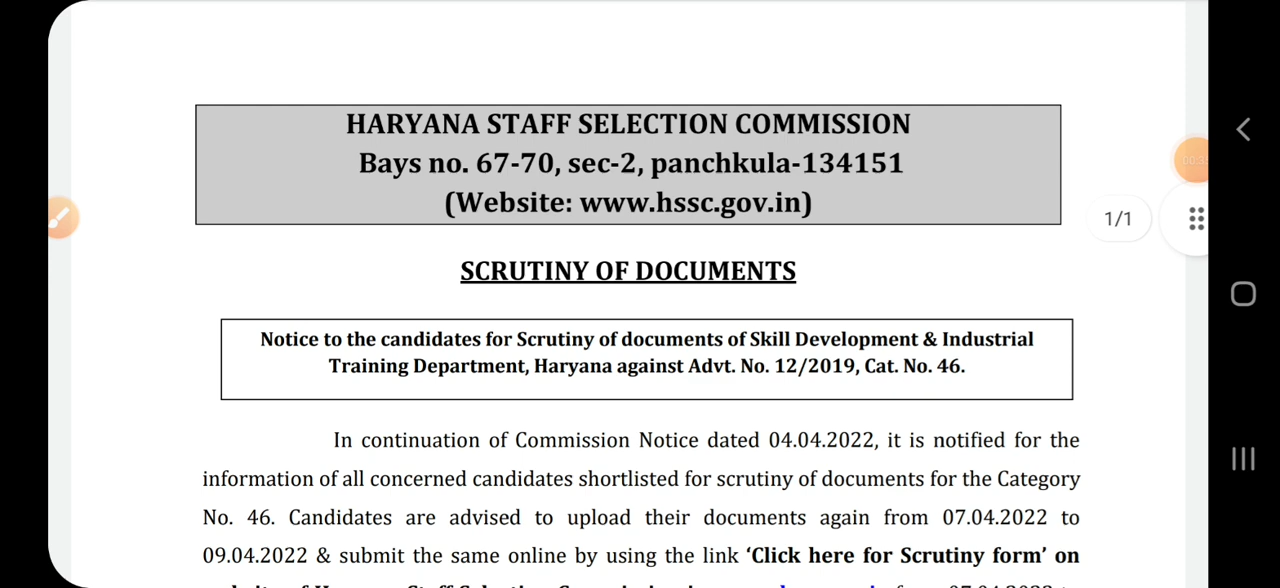 HARYANA STAFF SELECTION COMMISSION
Bays no. 67-70, sec-2, panchkula-134151
(Website: www.hssc.gov.in)
1/1
SCRUTINY OF DOCUMENTS
Notice to the candidates for Scrutiny of documents of Skill Development & Industrial
Training Department, Haryana against Advt. No. 12/2019, Cat. No. 46.
In continuation of Commission Notice dated 04.04.2022, it is notified for the
information of all concerned candidates shortlisted for scrutiny of documents for the Category
No. 46. Candidates are advised to upload their documents again from 07.04.2022 to
09.04.2022 & submit the same online by using the link ‘Click here for Scrutiny form’ on